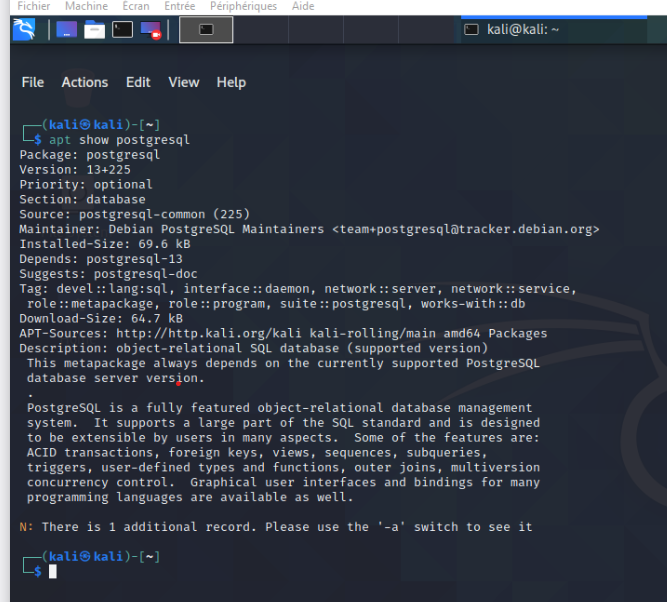 Fichier Machine Écran Entrée Périphériques Aide
kali@kali: ~
File Actions Edit View Help
┌──(kali㉿kali)-[~]
└─$ apt show postgresql
Package: postgresql
Version: 13+225
Priority: optional
Section: database
Source: postgresql-common (225)
Maintainer: Debian PostgreSQL Maintainers <team+postgresql@tracker.debian.org>
Installed-Size: 69.6 kB
Depends: postgresql-13
Suggests: postgresql-doc
Tag: devel::lang:sql, interface::daemon, network::server, network::service,
role::metapackage, role::program, suite::postgresql, works-with::db
Download-Size: 64.7 kB
APT-Sources: http://http.kali.org/kali kali-rolling/main amd64 Packages
Description: object-relational SQL database (supported version)
This metapackage always depends on the currently supported PostgreSQL
database server version.
.
PostgreSQL is a fully featured object-relational database management
system.  It supports a large part of the SQL standard and is designed
to be extensible by users in many aspects.  Some of the features are:
ACID transactions, foreign keys, views, sequences, subqueries,
triggers, user-defined types and functions, outer joins, multiversion
concurrency control.  Graphical user interfaces and bindings for many
programming languages are available as well.
N: There is 1 additional record. Please use the '-a' switch to see it
┌──(kali㉿kali)-[~]
└─$